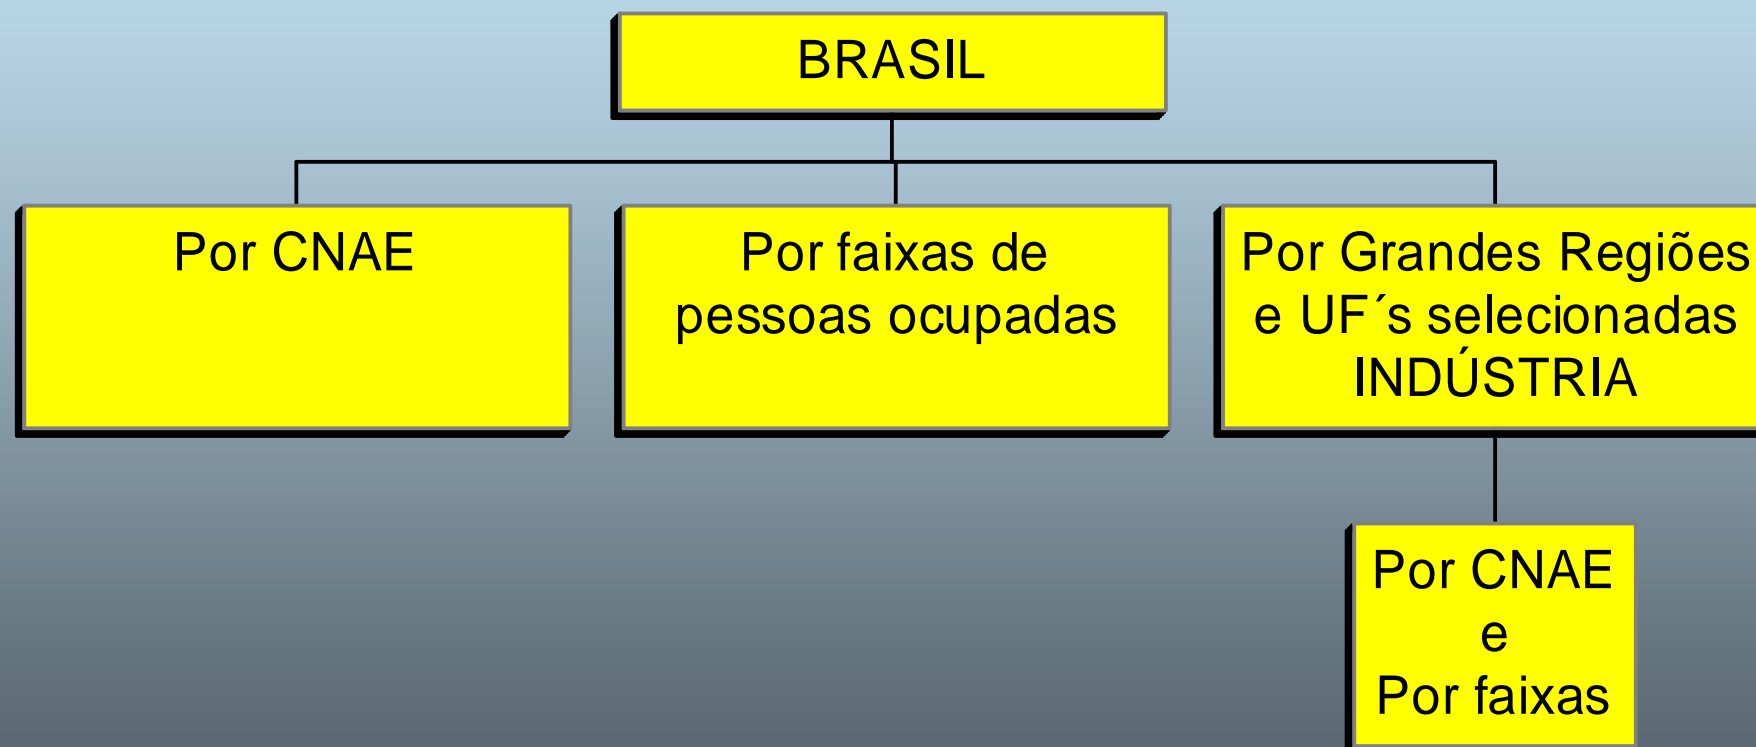 BRASIL
Por CNAE
Por faixas de
pessoas ocupadas
Por Grandes Regiões
e UF´s selecionadas
INDÚSTRIA
Por CNAE
e
Por faixas